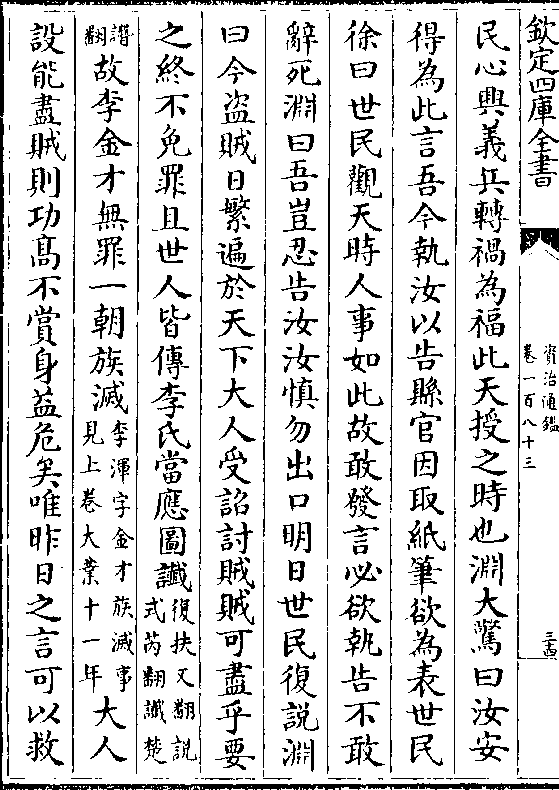 欽定四庫全書
資治通鑑
卷一百八十三
民心興義兵轉禍為福此天授之時也淵大驚曰汝安
得為此言吾今執汝以告縣官因取紙筆欲為表世民
徐曰世民觀天時人事如此故敢發言必欲執告不敢
辭死淵曰吾豈忍告汝汝慎勿出口明日世民復說淵
曰今盗賊日繁遍於天下大人受詔討賊賊可盡乎要
之終不免罪且世人皆傳李氏當應圖讖復扶又翻說
式芮翻讖楚
譖翻故李金才無罪一朝族滅李渾字金才族滅事
見上卷大業十一年大人
設能盡賊則功髙不賞身益危矣唯昨日之言可以救